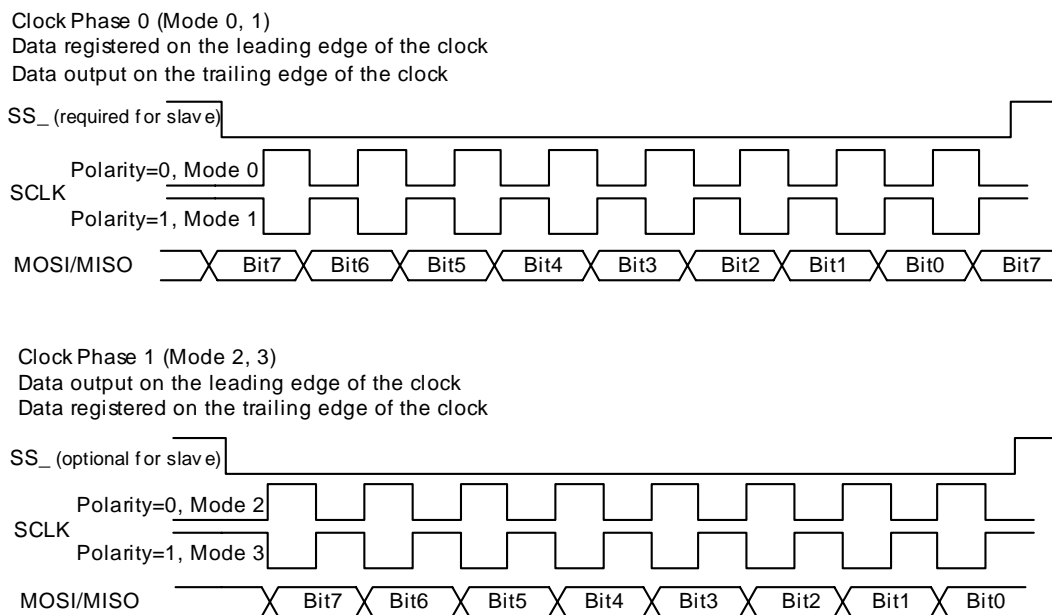 Clock Phase 0 (Mode 0, 1)
Data registered on the leading edge of the clock
Data output on the trailing edge of the clock
SS_ (required for slave)
Polarity=0, Mode 0
SCLK
Polarity=1, Mode 1
MOSI/MISO Bit7 Bit6 Bit5 Bit4 Bit3 Bit2 Bit1 Bit0 Bit7
Clock Phase 1 (Mode 2, 3)
Data output on the leading edge of the clock
Data registered on the trailing edge of the clock
SS_ (optional for slave)
Polarity=0, Mode 2
SCLK
Polarity=1, Mode 3
MOSI/MISO Bit7 Bit6 Bit5 Bit4 Bit3 Bit2 Bit1 Bit0